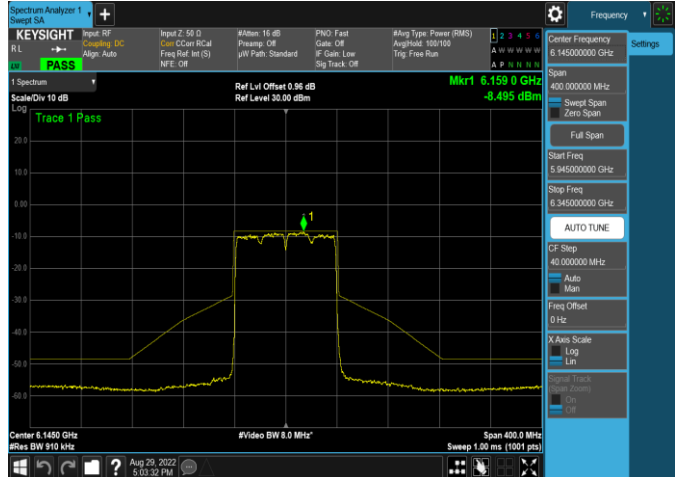 Spectrum Analyzer 1
Swept SA
+
Frequency
KEYSIGHT
RL
PASS
Input: RF
Coupling: DC
Align: Auto
Input Z: 50 Ω
Corr CCorr RCal
Freq Ref: Int (S)
NFE: Off
#Atten: 16 dB
Preamp: Off
µW Path: Standard
PNO: Fast
Gate: Off
IF Gain: Low
Sig Track: Off
#Avg Type: Power (RMS)
Avg|Hold: 100/100
Trig: Free Run
1 2 3 4 5 6
A W W W W W
A P N N N N
1 Spectrum
Scale/Div 10 dB
Ref Lvl Offset 0.96 dB
Ref Level 30.00 dBm
Mkr1 6.159 0 GHz
-8.495 dBm
Log
Trace 1 Pass
1
20.0
10.0
0.00
-10.0
-20.0
-30.0
-40.0
-50.0
-60.0
Center 6.1450 GHz
#Res BW 910 kHz
#Video BW 8.0 MHz*
Span 400.0 MHz
Sweep 1.00 ms (1001 pts)
?
Aug 29, 2022
5:03:32 PM
Center Frequency
6.145000000 GHz
Settings
Span
400.000000 MHz
Swept Span
Zero Span
Full Span
Start Freq
5.945000000 GHz
Stop Freq
6.345000000 GHz
AUTO TUNE
CF Step
40.000000 MHz
Auto
Man
Freq Offset
0 Hz
X Axis Scale
Log
Lin
Signal Track
(Span Zoom)
On
Off